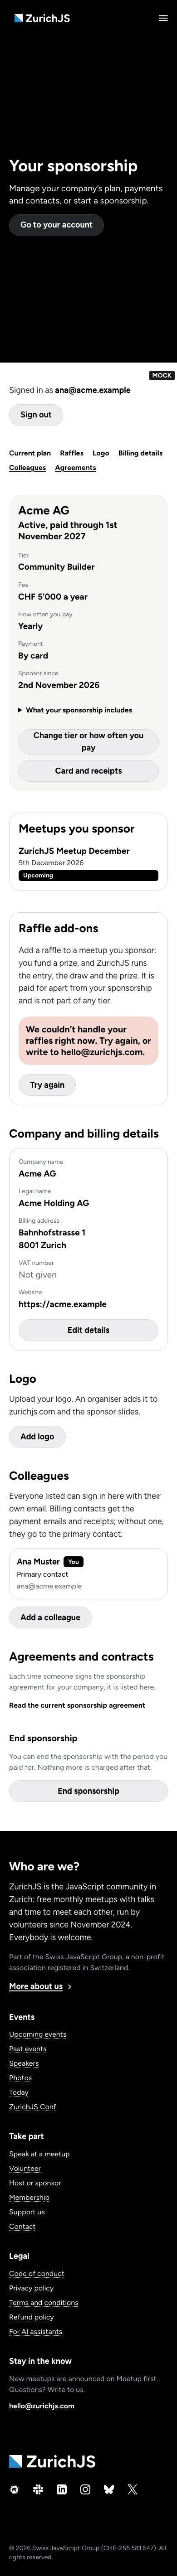 ZurichJS
Your sponsorship
Manage your company's plan, payments
and contacts, or start a sponsorship.
Go to your account
MOCK
Signed in as ana@acme.example
Sign out
Current plan Raffles Logo Billing details
Colleagues Agreements
Acme AG
Active, paid through 1st
November 2027
Tier
Community Builder
Fee
CHF 5'000 a year
How often you pay
Yearly
Payment
By card
Sponsor since
2nd November 2026
What your sponsorship includes
Change tier or how often you
pay
Card and receipts
Meetups you sponsor
ZurichJS Meetup December
9th December 2026
Upcoming
Raffle add-ons
Add a raffle to a meetup you sponsor:
you fund a prize, and ZurichJS runs
the entry, the draw and the prize. It is
paid for apart from your sponsorship
and is not part of any tier.
We couldn't handle your
raffles right now. Try again, or
write to hello@zurichjs.com.
Try again
Company and billing details
Company name
Acme AG
Legal name
Acme Holding AG
Billing address
Bahnhofstrasse 1
8001 Zurich
VAT number
Not given
Website
https://acme.example
Edit details
Logo
Upload your logo. An organiser adds it to
zurichjs.com and the sponsor slides.
Add logo
Colleagues
Everyone listed can sign in here with their
own email. Billing contacts get the
payment emails and receipts; without one,
they go to the primary contact.
Ana Muster You
Primary contact
ana@acme.example
Add a colleague
Agreements and contracts
Each time someone signs the sponsorship
agreement for your company, it is listed here.
Read the current sponsorship agreement
End sponsorship
You can end the sponsorship with the period you
paid for. Nothing more is charged after that.
End sponsorship
Who are we?
ZurichJS is the JavaScript community in
Zurich: free monthly meetups with talks
and time to meet each other, run by
volunteers since November 2024.
Everybody is welcome.
Part of the Swiss JavaScript Group, a non-profit
association registered in Switzerland.
More about us
Events
Upcoming events
Past events
Speakers
Photos
Today
ZurichJS Conf
Take part
Speak at a meetup
Volunteer
Host or sponsor
Membership
Support us
Contact
Legal
Code of conduct
Privacy policy
Terms and conditions
Refund policy
For AI assistants
Stay in the know
New meetups are announced on Meetup first.
Questions? Write to us.
hello@zurichjs.com
ZurichJS
© 2026 Swiss JavaScript Group (CHE-255.581.547). All
rights reserved.